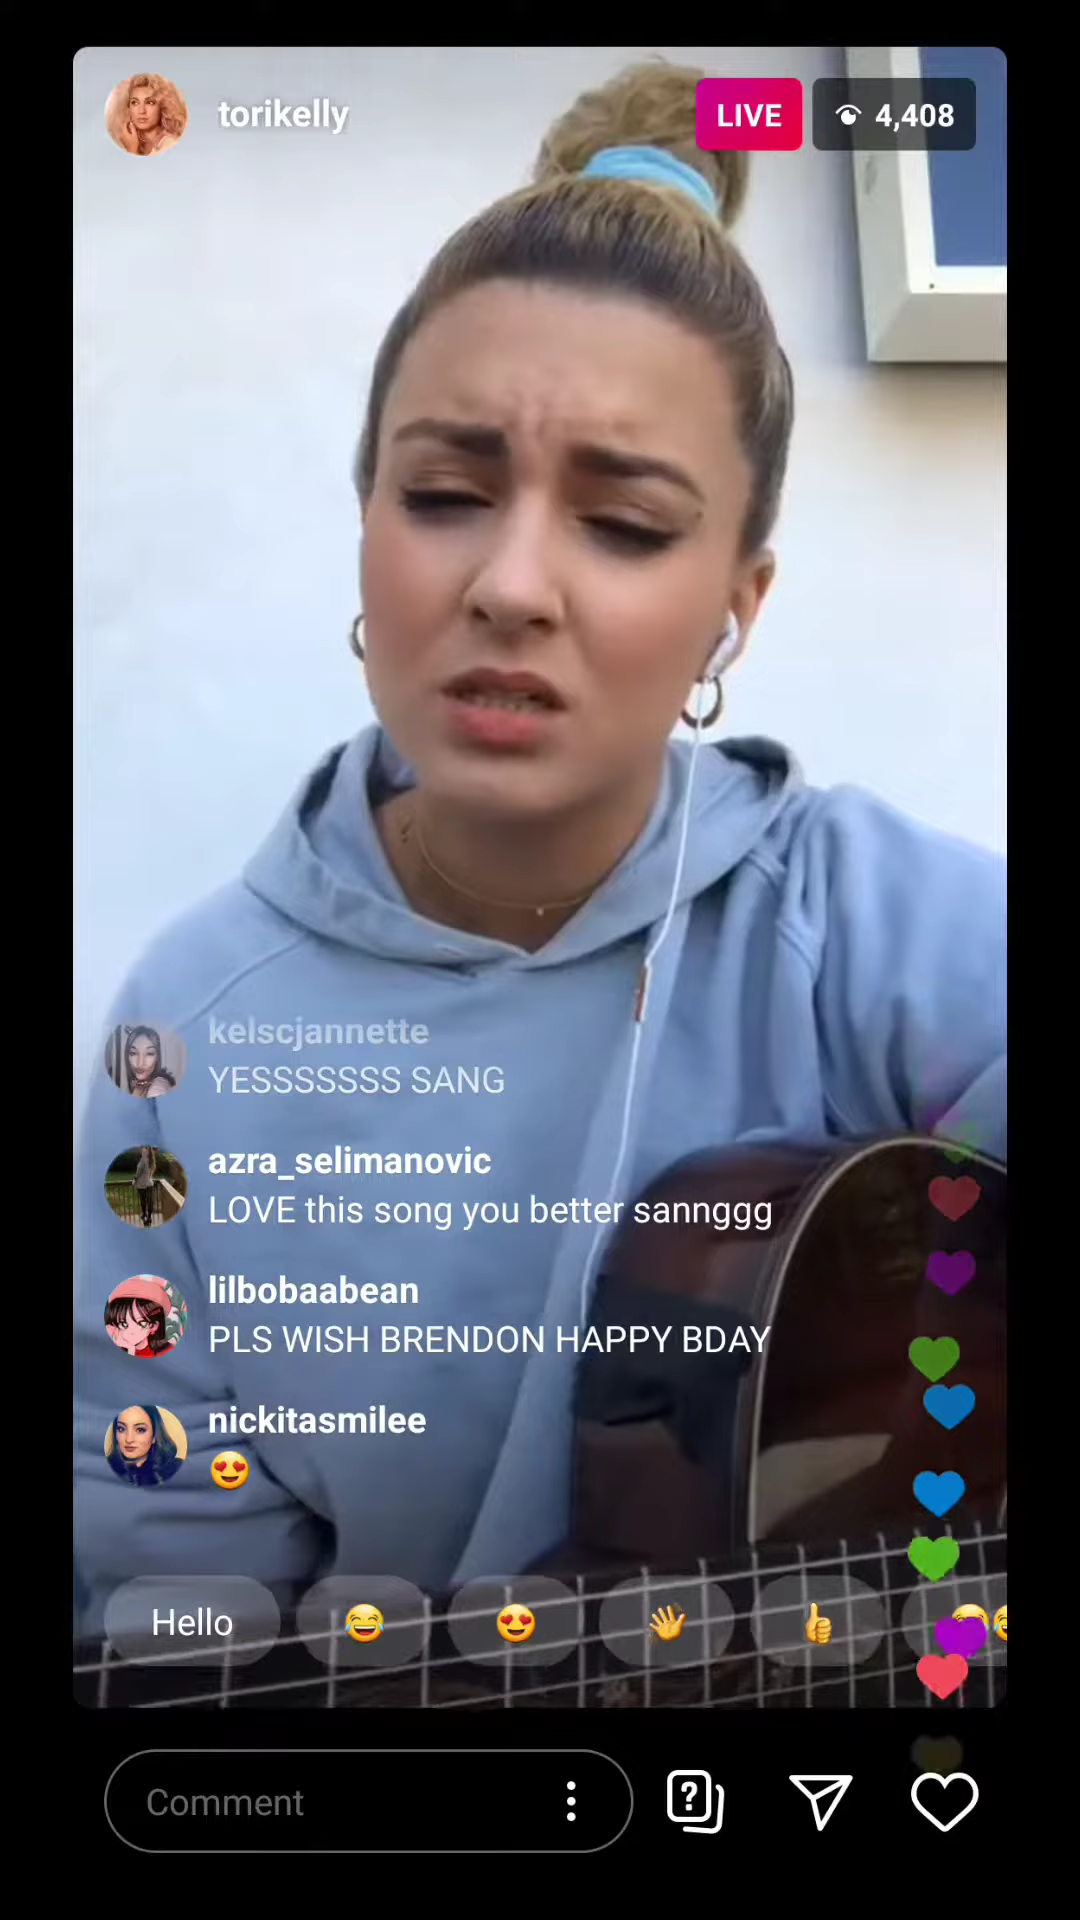 torikelly
LIVE
4,408
kelscjannette
YESSSSSSS SANG
azra_selimanovic
LOVE this song you better sannggg
lilbobaabean
PLS WISH BRENDON HAPPY BDAY
nickitasmilee
😍
Hello 😂 😍 👋 👍
Comment